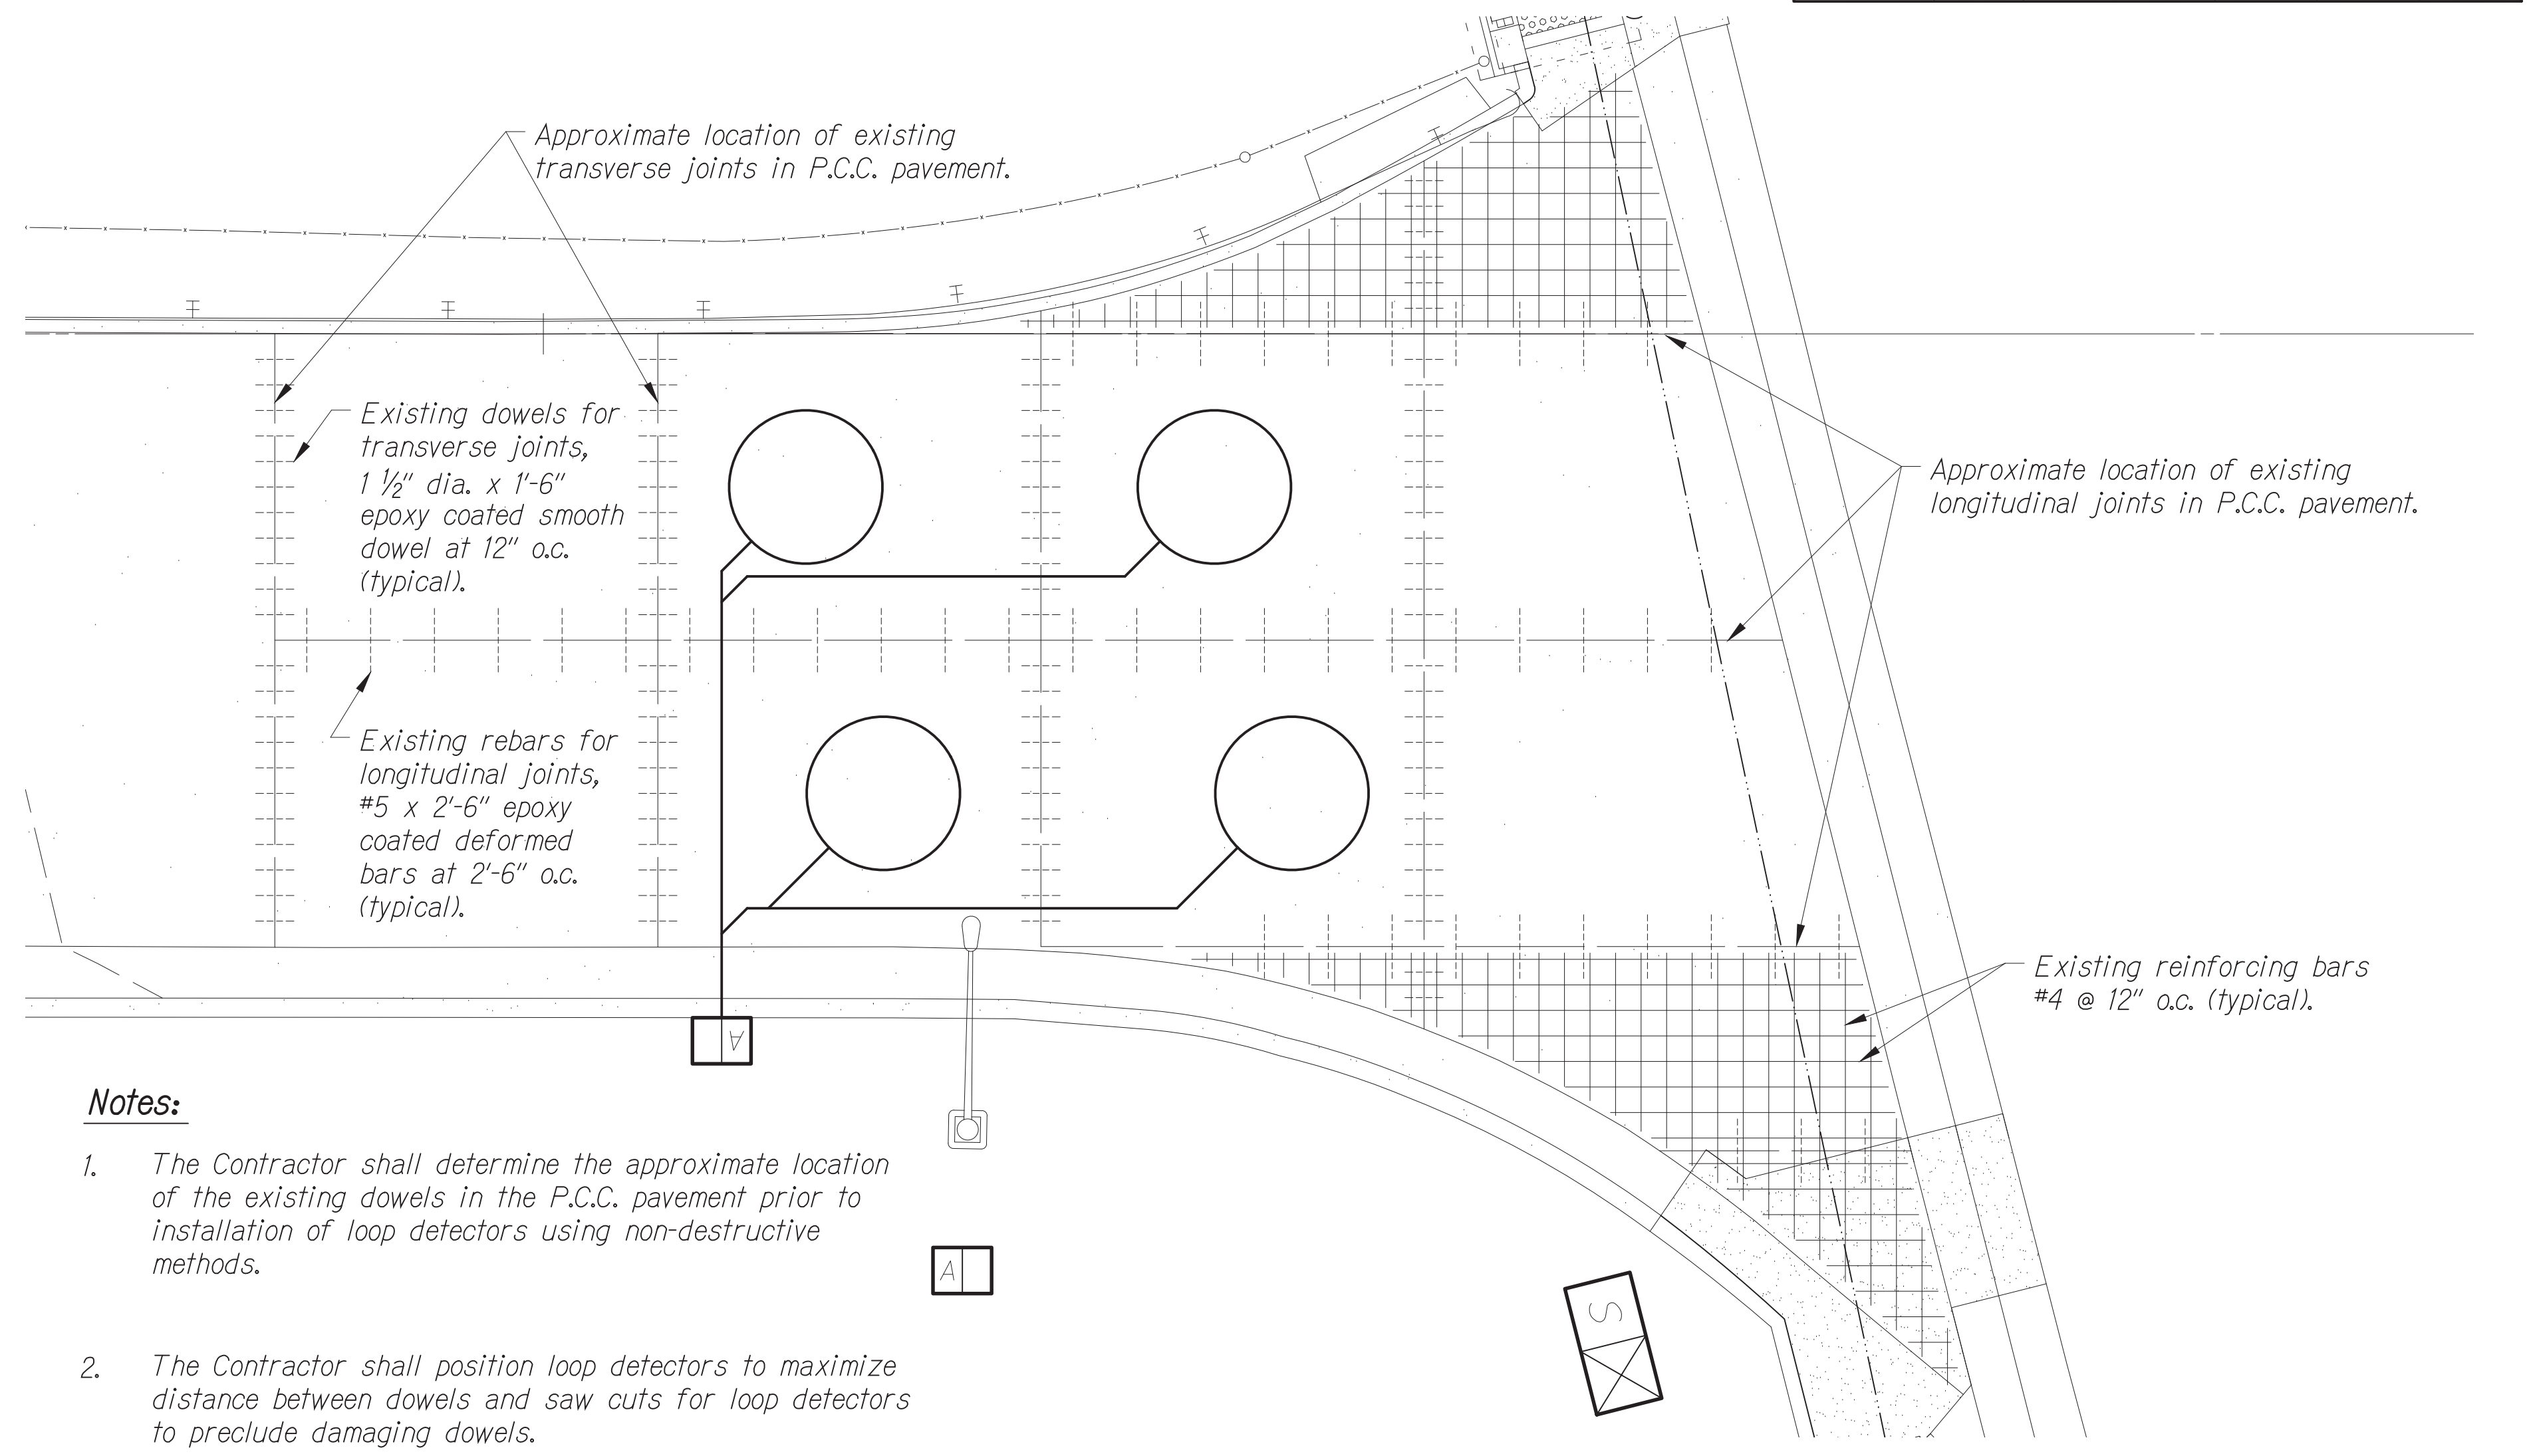 Approximate location of existing
transverse joints in P.C.C. pavement.
Existing dowels for
transverse joints,
1 ½" dia. x 1'-6"
epoxy coated smooth
dowel at 12" o.c.
(typical).
Approximate location of existing
longitudinal joints in P.C.C. pavement.
Existing rebars for
longitudinal joints,
#5 x 2'-6" epoxy
coated deformed
bars at 2'-6" o.c.
(typical).
Existing reinforcing bars
#4 @ 12" o.c. (typical).
A
Notes:
1. The Contractor shall determine the approximate location
of the existing dowels in the P.C.C. pavement prior to
installation of loop detectors using non-destructive
methods.
A
S
2. The Contractor shall position loop detectors to maximize
distance between dowels and saw cuts for loop detectors
to preclude damaging dowels.